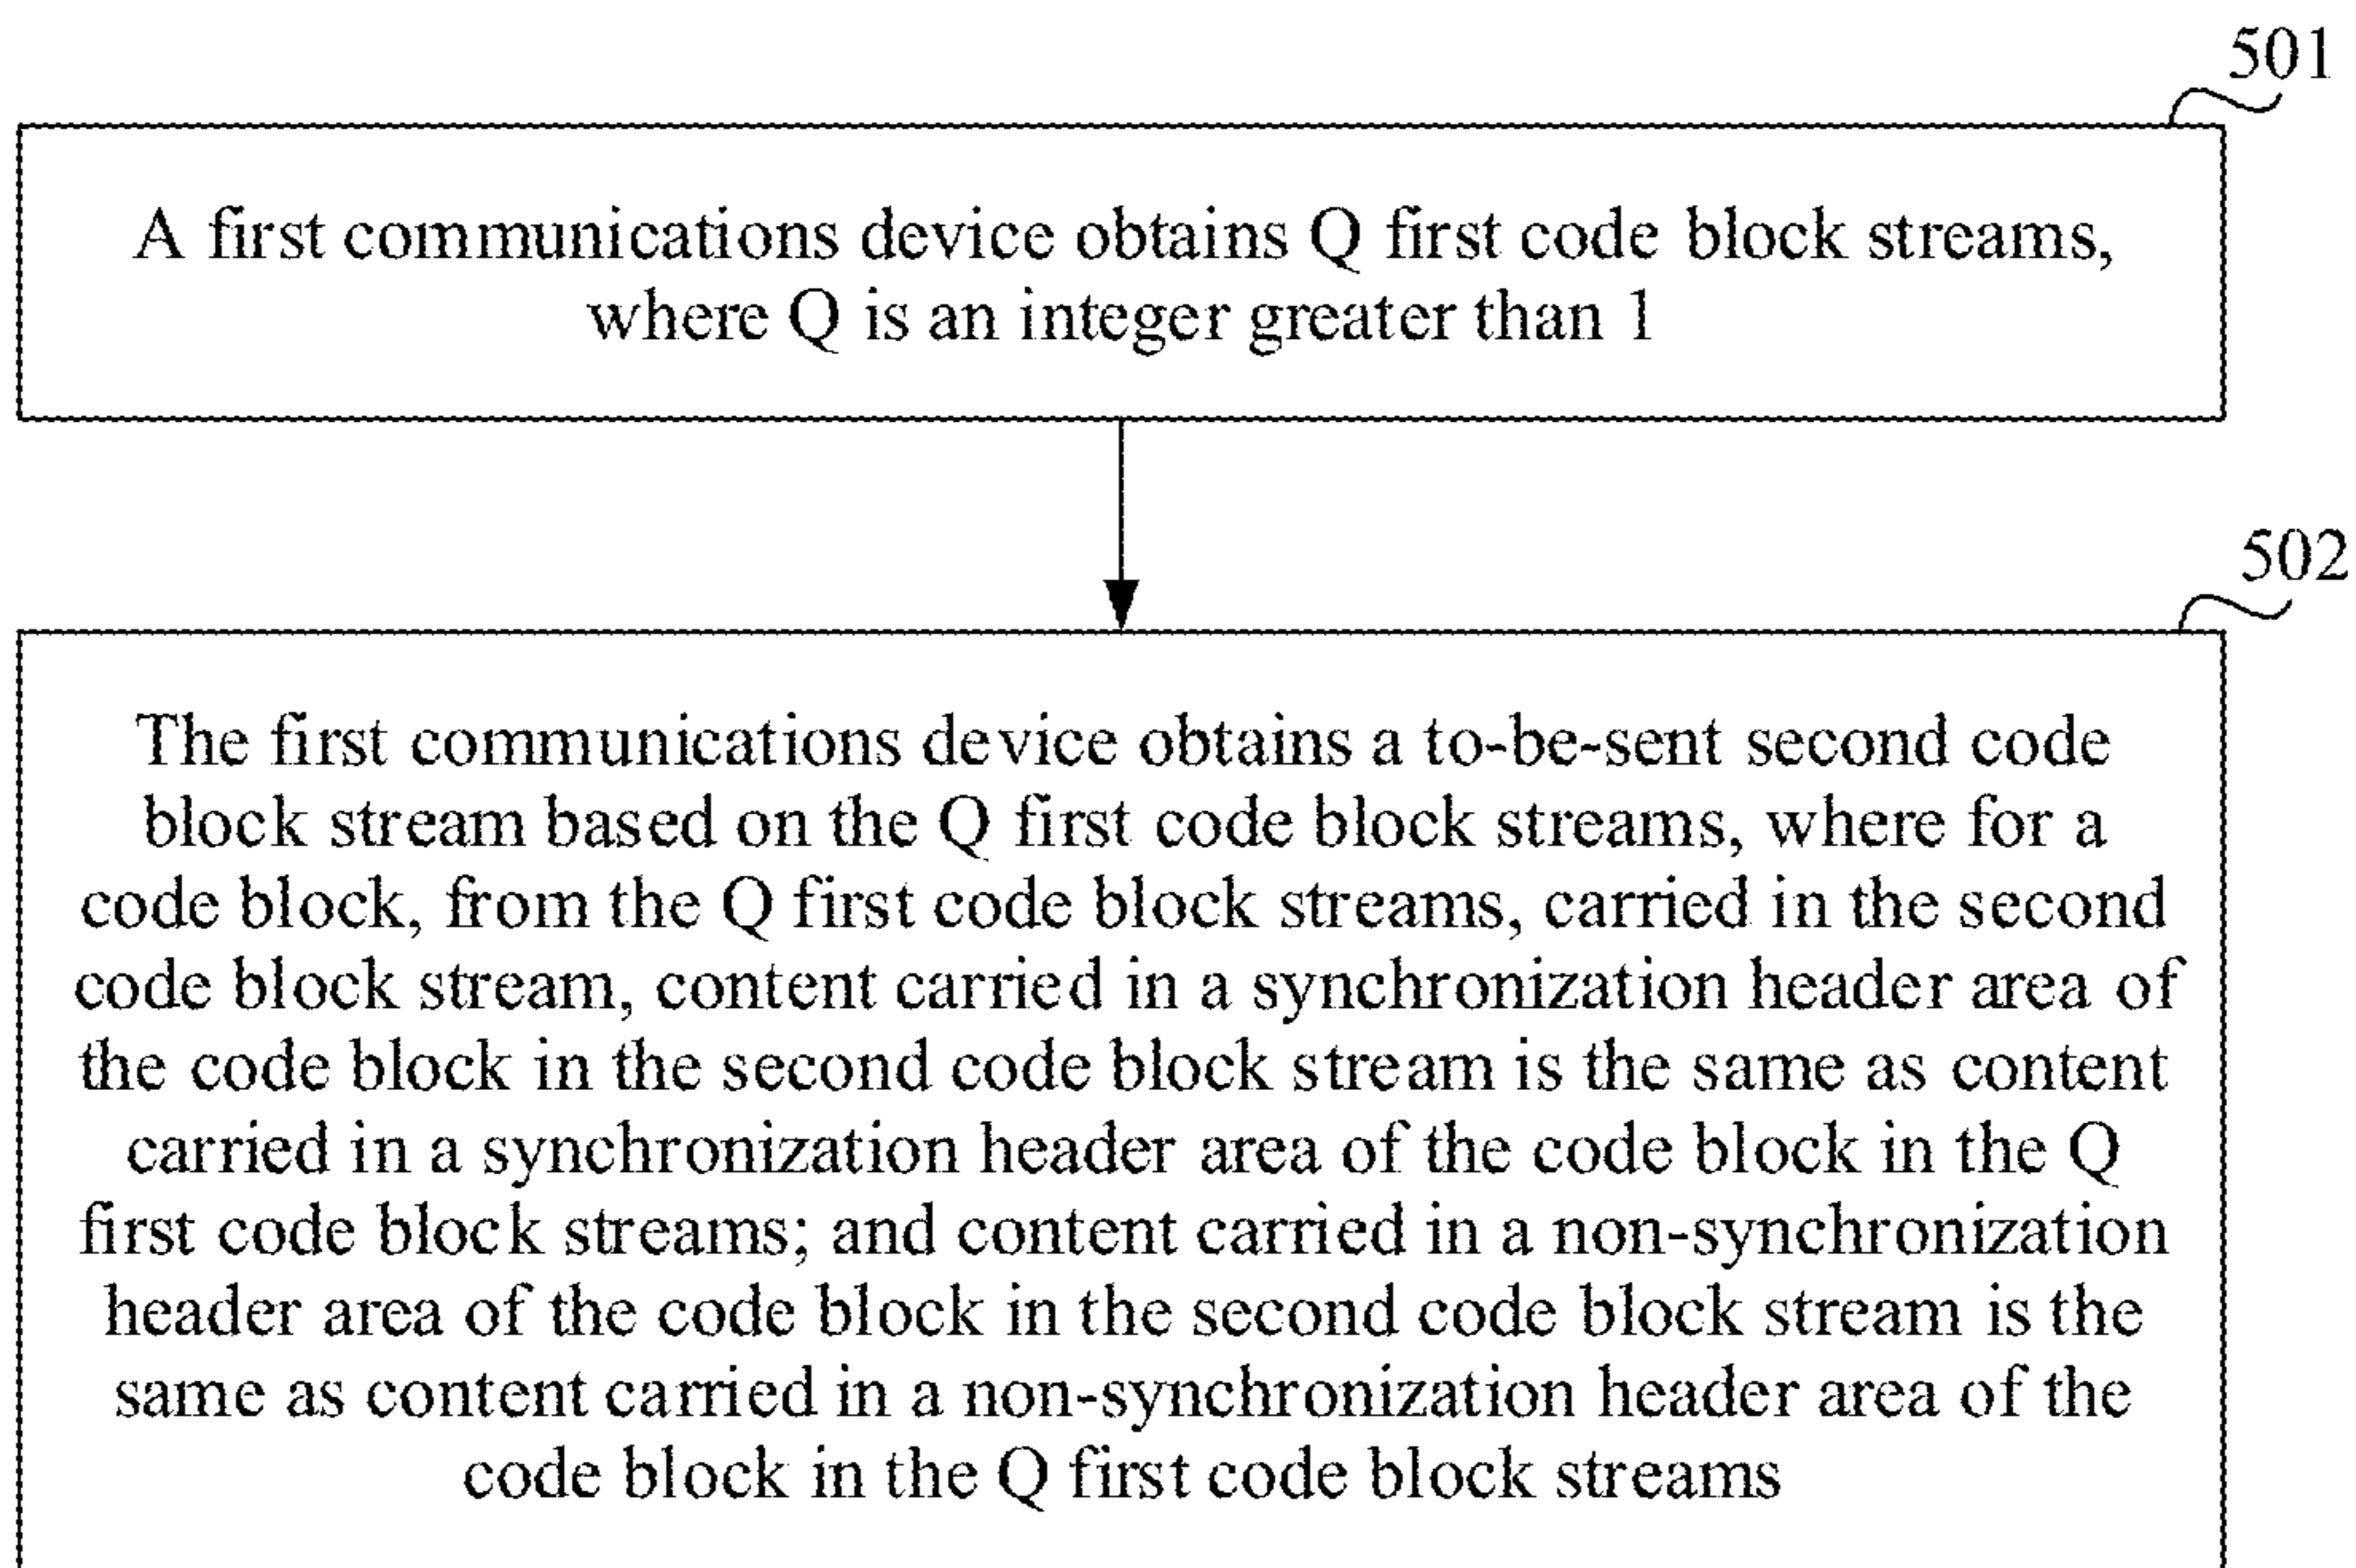 501
A first communications device obtains Q first code block streams,
where Q is an integer greater than 1
502
The first communications device obtains a to-be-sent second code
block stream based on the Q first code block streams, where for a
code block, from the Q first code block streams, carried in the second
code block stream, content carried in a synchronization header area of
the code block in the second code block stream is the same as content
carried in a synchronization header area of the code block in the Q
first code block streams; and content carried in a non-synchronization
header area of the code block in the second code block stream is the
same as content carried in a non-synchronization header area of the
code block in the Q first code block streams